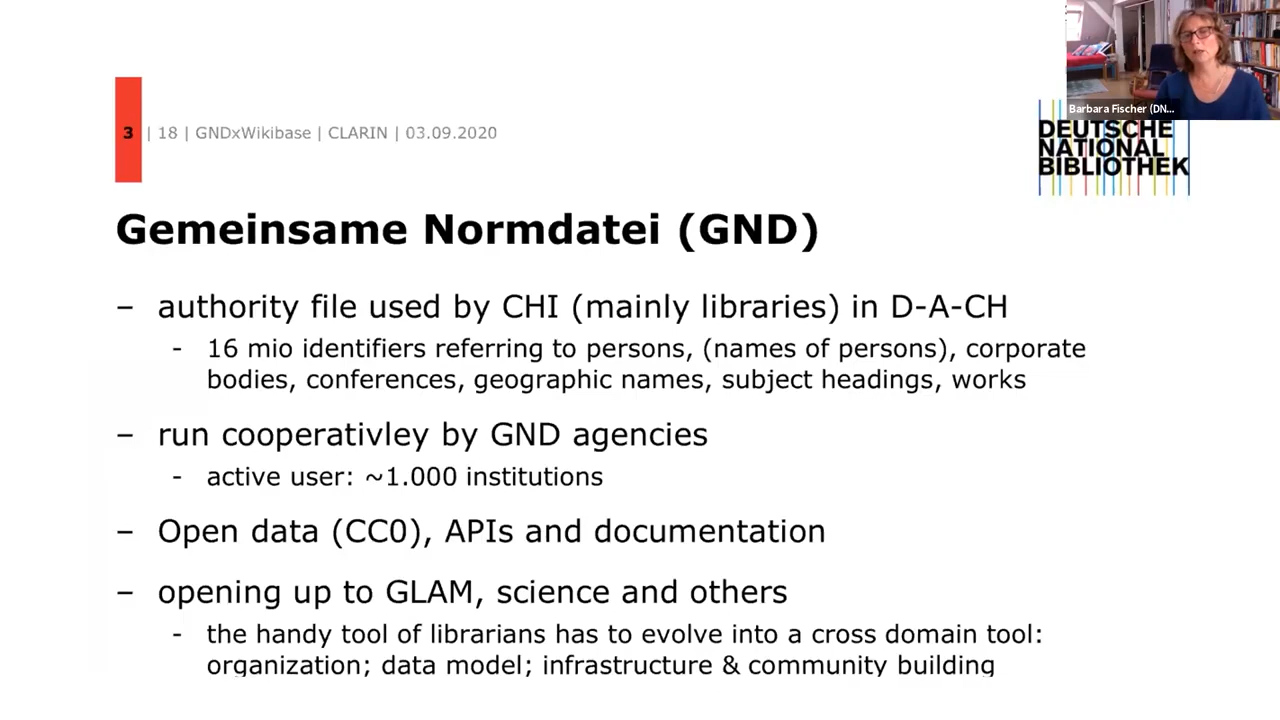 Barbara Fischer (DN...
3 | 18 | GNDxWikibase | CLARIN | 03.09.2020
DEUTSCHE
NATIONAL
BIBLIOTHEK
Gemeinsame Normdatei (GND)
– authority file used by CHI (mainly libraries) in D-A-CH
- 16 mio identifiers referring to persons, (names of persons), corporate
bodies, conferences, geographic names, subject headings, works
– run cooperativley by GND agencies
- active user: ~1.000 institutions
– Open data (CC0), APIs and documentation
– opening up to GLAM, science and others
- the handy tool of librarians has to evolve into a cross domain tool:
organization; data model; infrastructure & community building